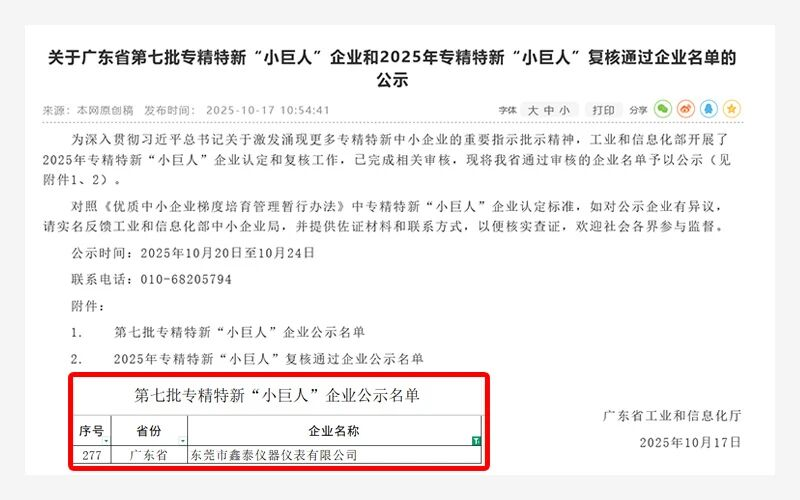 关于广东省第七批专精特新“小巨人”企业和2025年专精特新“小巨人”复核通过企业名单的
公示
来源：本网原创稿 发布时间： 2025-10-17 10:54:41 字体 大 中 小 打印 分享
为深入贯彻习近平总书记关于激发涌现更多专精特新中小企业的重要指示批示精神，工业和信息化部开展了
2025年专精特新“小巨人”企业认定和复核工作，已完成相关审核，现将我省通过审核的企业名单予以公示（见
附件1、2）。
对照《优质中小企业梯度培育管理暂行办法》中专精特新“小巨人”企业认定标准，如对公示企业有异议，
请实名反馈工业和信息化部中小企业局，并提供佐证材料和联系方式，以便核实查证，欢迎社会各界参与监督。
公示时间：2025年10月20日至10月24日
联系电话：010-68205794
附件：
1. 第七批专精特新“小巨人”企业公示名单
2. 2025年专精特新“小巨人”复核通过企业公示名单
第七批专精特新“小巨人”企业公示名单
序号 省份 企业名称
277 广东省 东莞市鑫泰仪器仪表有限公司
广东省工业和信息化厅
2025年10月17日